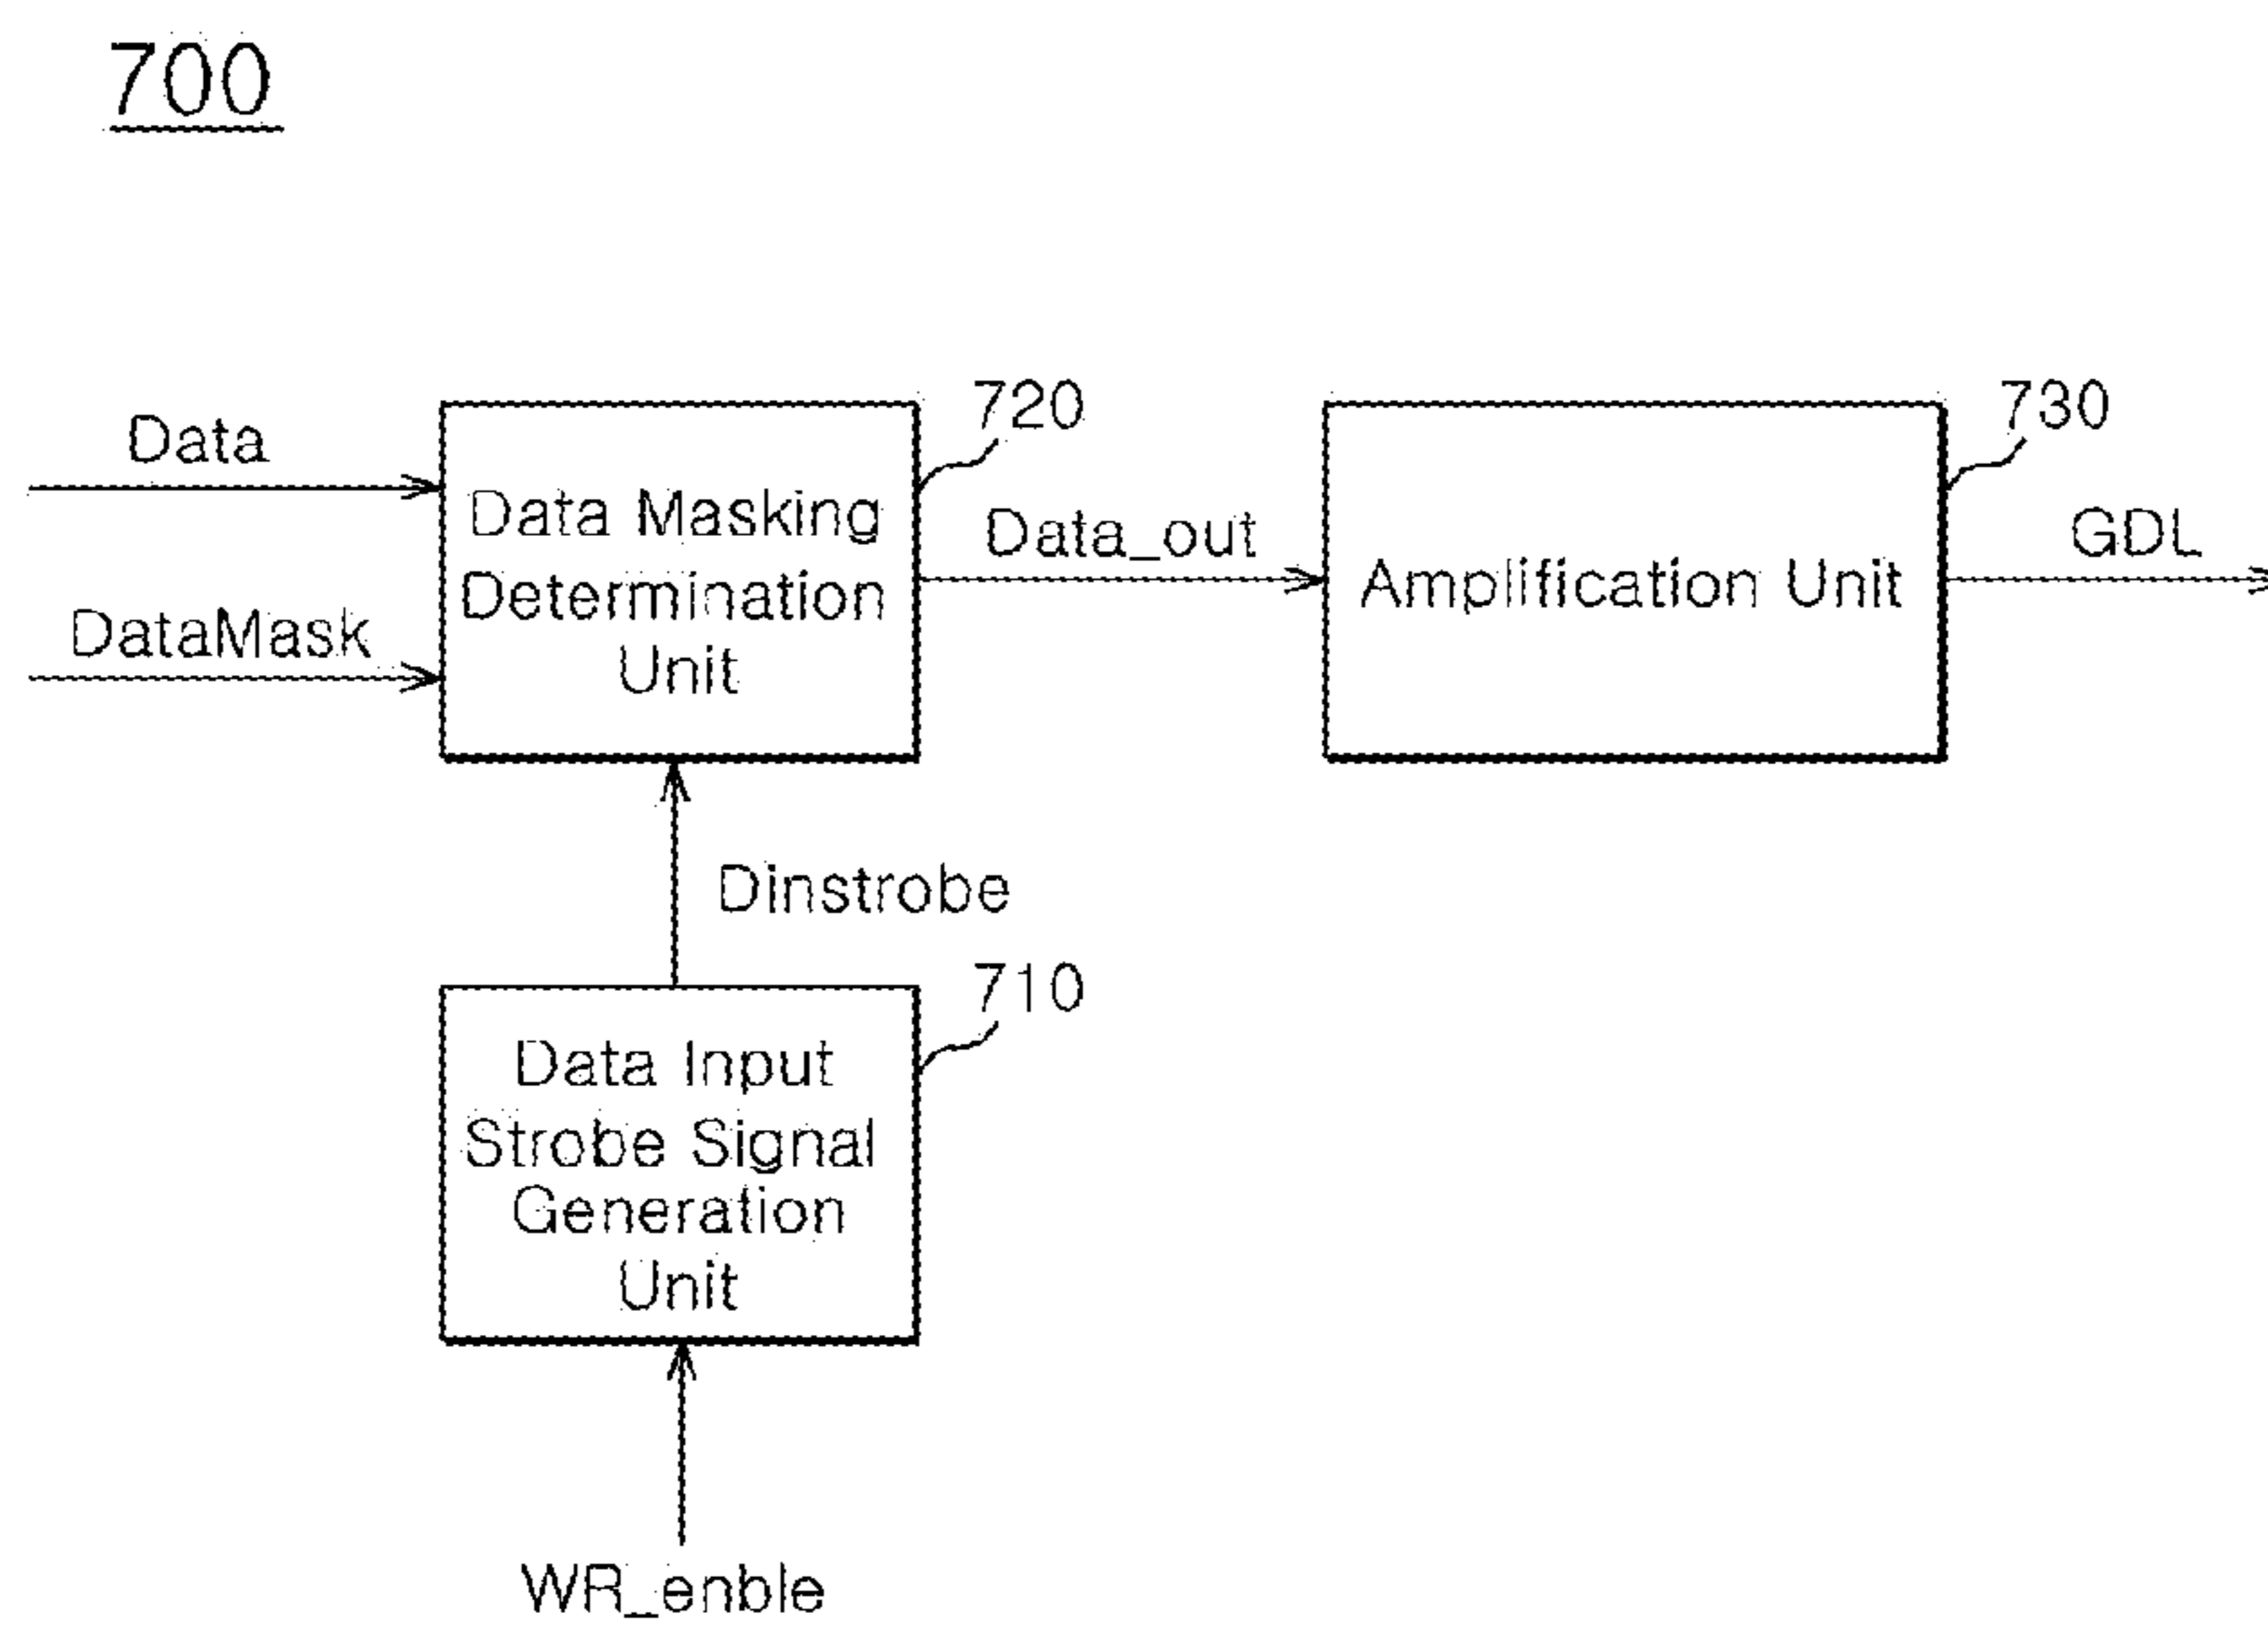 700
720
730
Data
Data Masking
Determination
Unit
Data_out
GDL
Amplification Unit
DataMask
Dinstrobe
710
Data Input
Strobe Signal
Generation
Unit
WR_enble